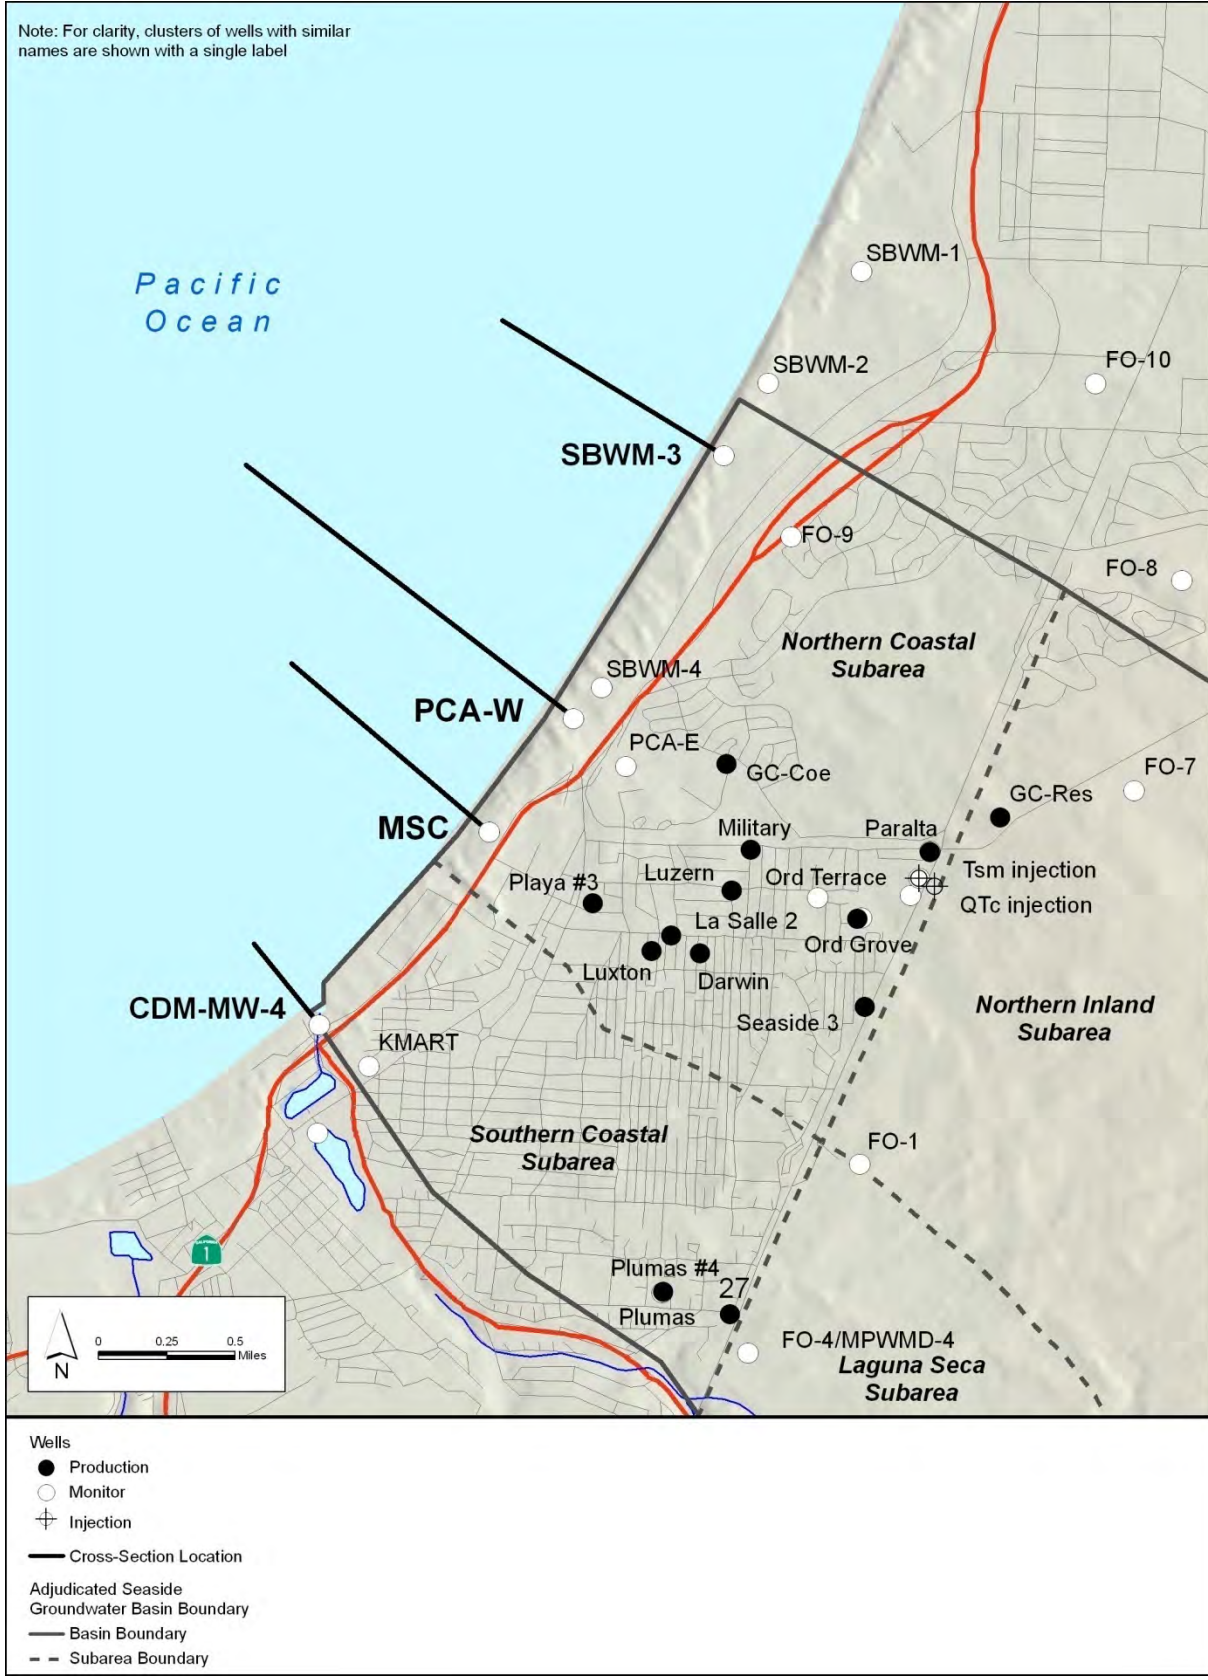 Note: For clarity, clusters of wells with similar
names are shown with a single label
Pacific
Ocean
SBWM-1
SBWM-2
FO-10
SBWM-3
FO-9
FO-8
Northern Coastal
Subarea
SBWM-4
PCA-W
PCA-E
GC-Coe
FO-7
GC-Res
MSC
Military
Paralta
Luzern
Ord Terrace
Tsm injection
Playa #3
QTc injection
La Salle 2
Ord Grove
Luxton
Darwin
CDM-MW-4
Seaside 3
Northern Inland
Subarea
KMART
Southern Coastal
Subarea
FO-1
CALIFORNIA
1
Plumas #4
27
Plumas
FO-4/MPWMD-4
Laguna Seca
Subarea
N
0 0.25 0.5
Miles
Wells
Production
Monitor
Injection
Cross-Section Location
Adjudicated Seaside
Groundwater Basin Boundary
Basin Boundary
Subarea Boundary